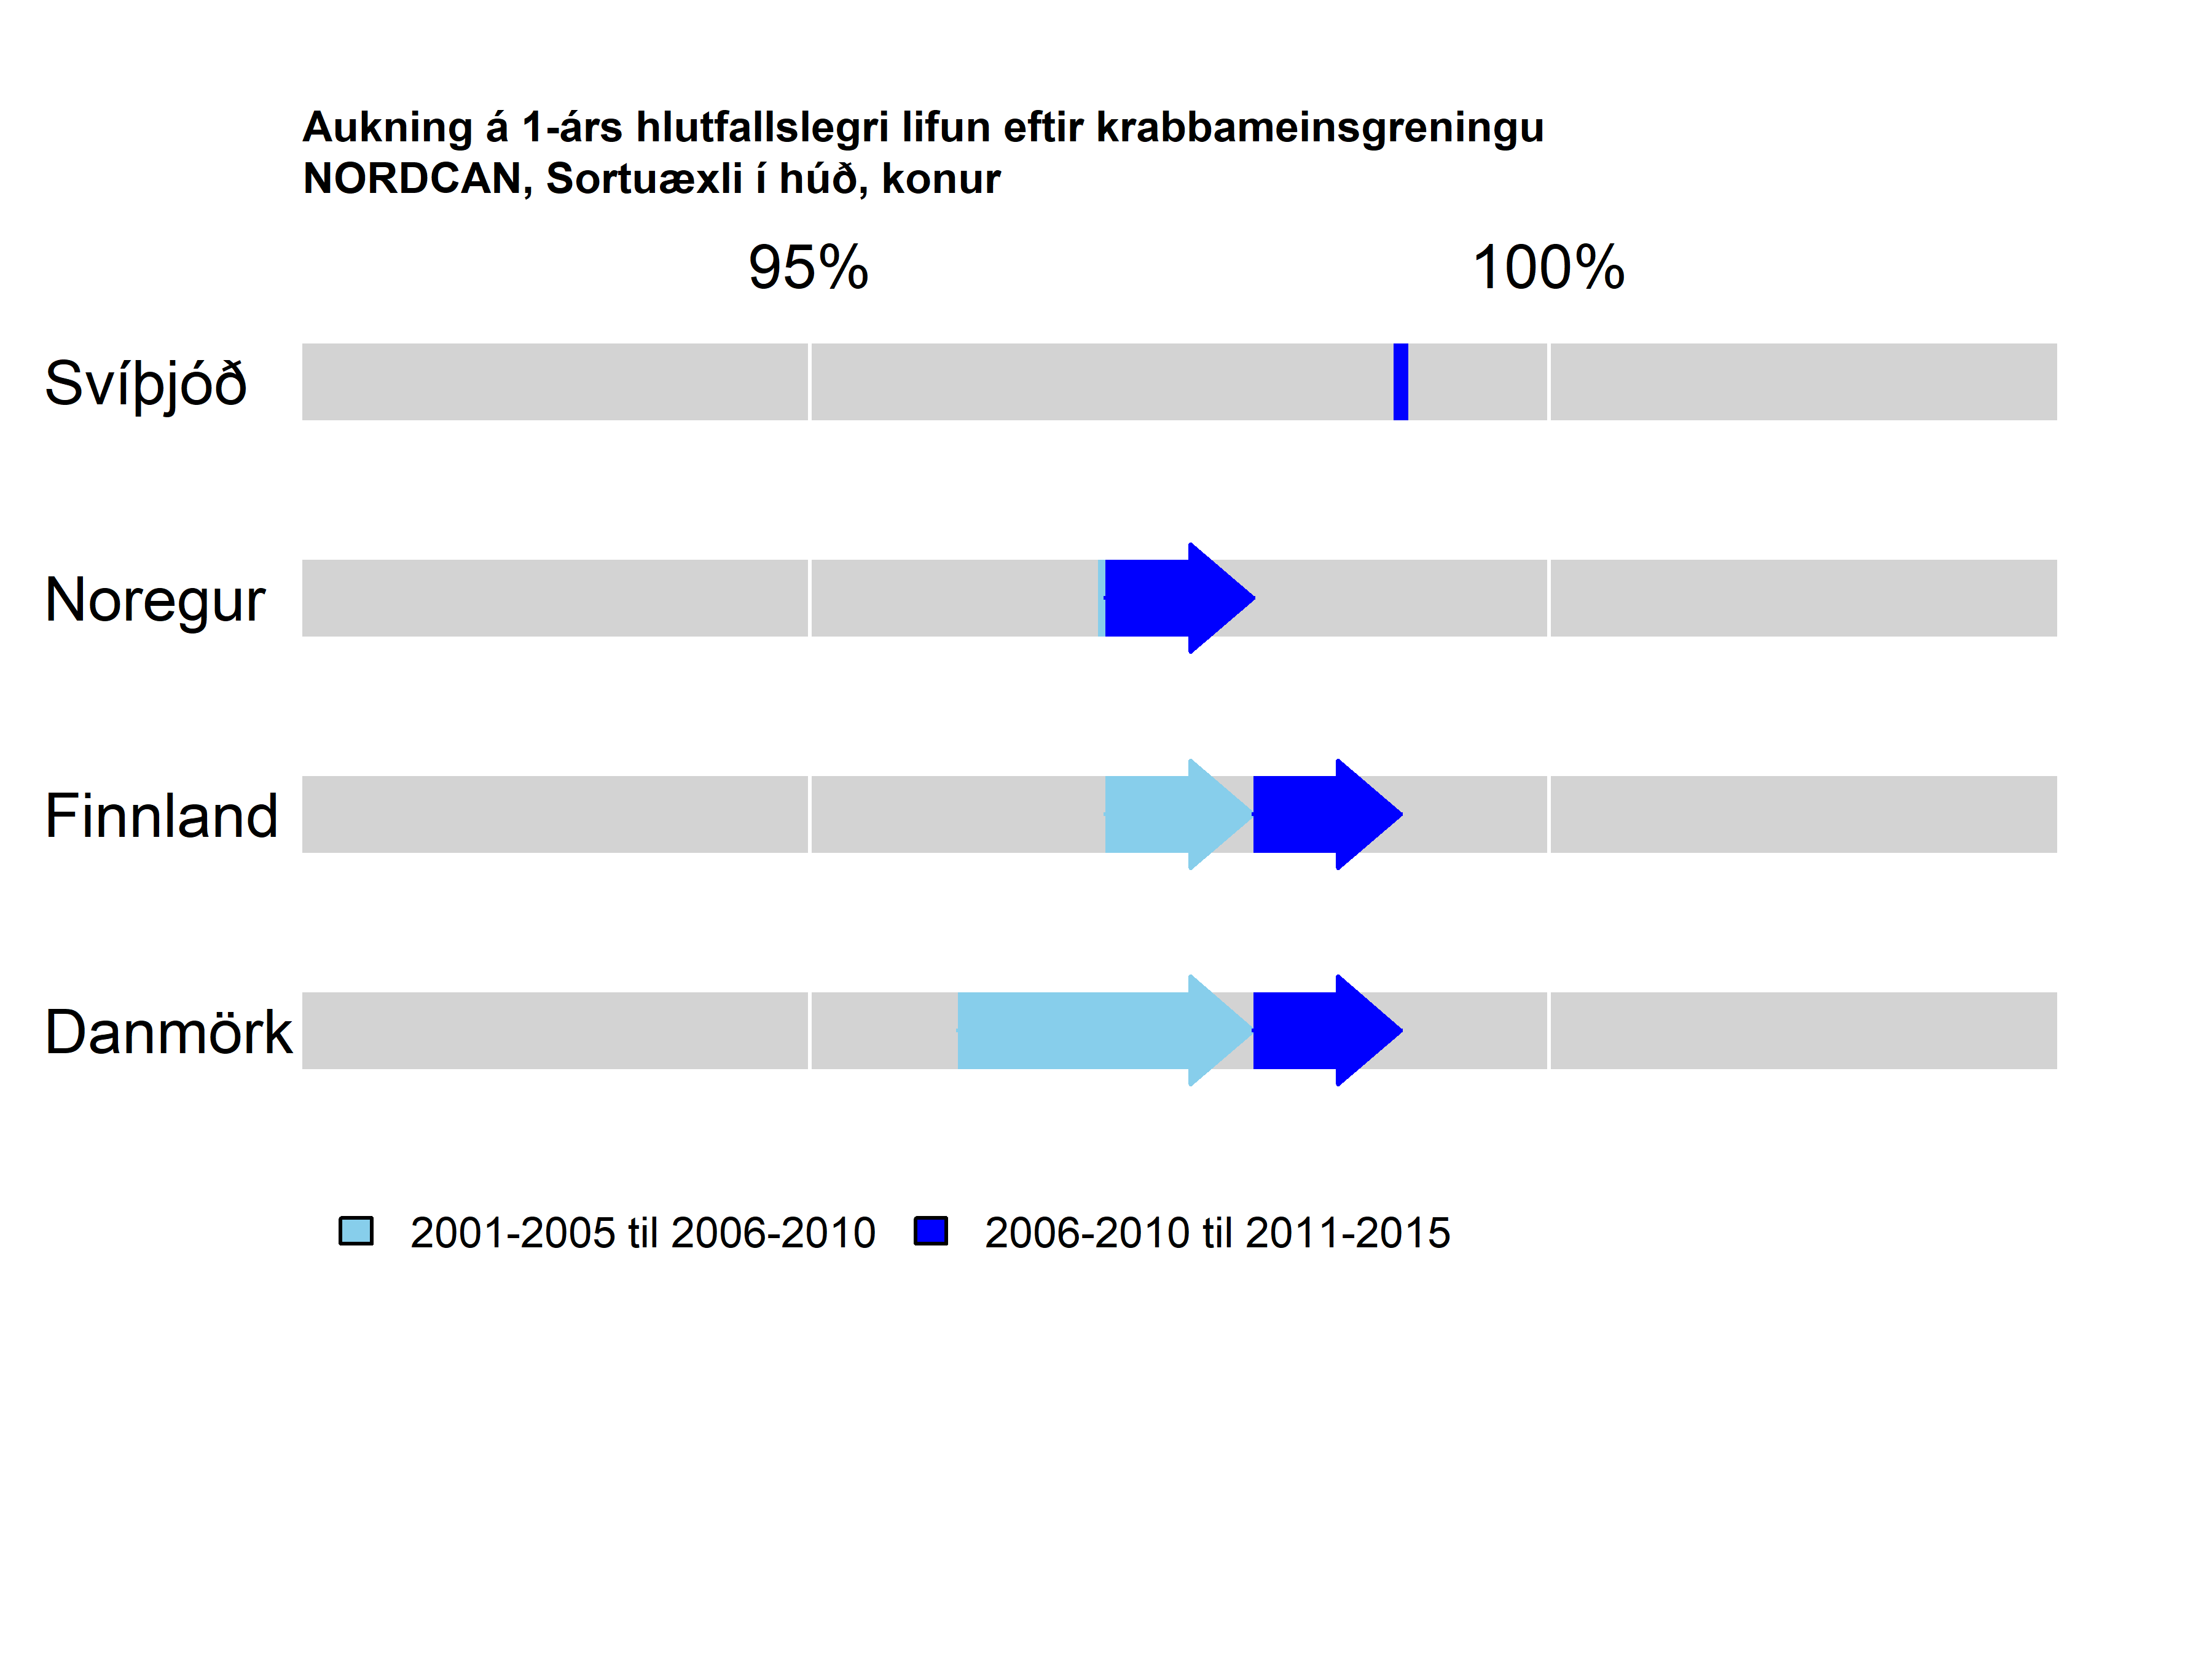 Aukning á 1-árs hlutfallslegri lifun eftir krabbameinsgreningu
NORDCAN, Sortuæxli í húð, konur
95% 100%
Svíþjóð
Noregur
Finnland
Danmörk
2001-2005 til 2006-2010 2006-2010 til 2011-2015